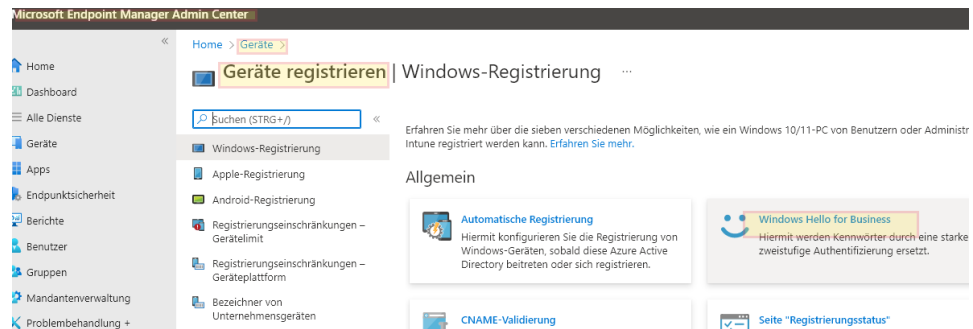 Microsoft Endpoint Manager Admin Center
«
Home > Geräte >
Home
Dashboard
Alle Dienste
Geräte
Apps
Endpunktsicherheit
Berichte
Benutzer
Gruppen
Mandantenverwaltung
Problembehandlung +
Geräte registrieren | Windows-Registrierung ...
Suchen (STRG+/)
«
Windows-Registrierung
Apple-Registrierung
Android-Registrierung
Registrierungseinschränkungen –
Gerätelimit
Registrierungseinschränkungen –
Geräteplattform
Bezeichner von
Unternehmensgeräten
Erfahren Sie mehr über die sieben verschiedenen Möglichkeiten, wie ein Windows 10/11-PC von Benutzern oder Administr
Intune registriert werden kann. Erfahren Sie mehr.
Allgemein
Automatische Registrierung
Hiermit konfigurieren Sie die Registrierung von
Windows-Geräten, sobald diese Azure Active
Directory beitreten oder sich registrieren.
Windows Hello for Business
Hiermit werden Kennwörter durch eine starke
zweistufige Authentifizierung ersetzt.
CNAME-Validierung
Seite "Registrierungsstatus"